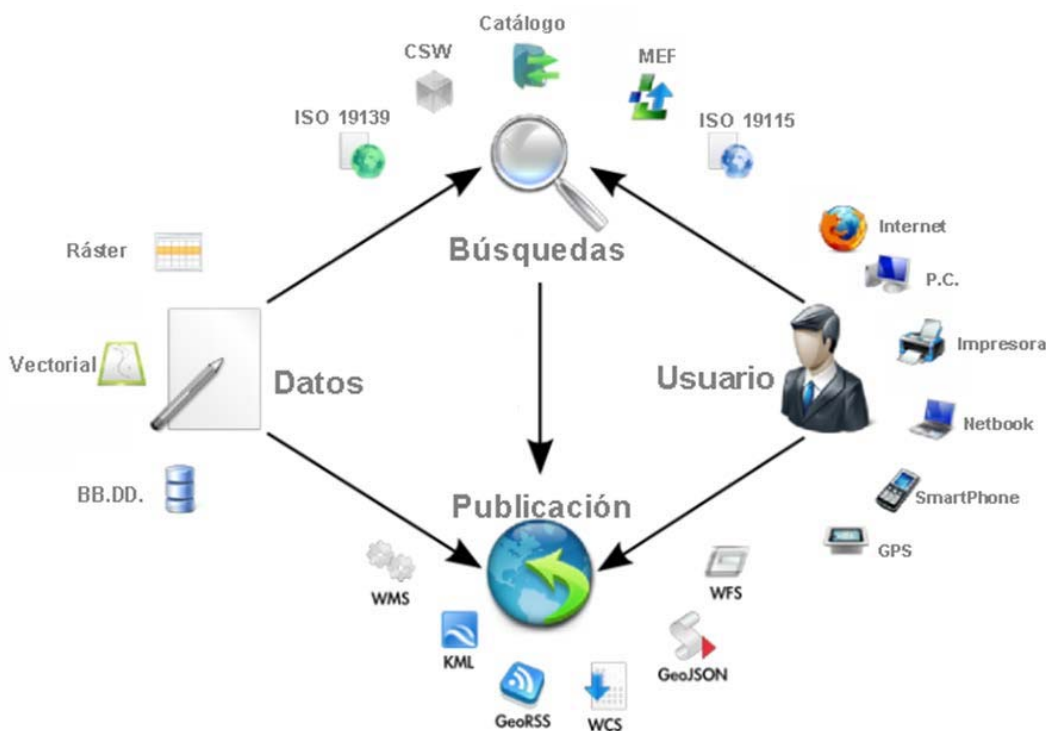 Catálogo
CSW
MEF
ISO 19139
ISO 19115
Internet
Ráster
Búsquedas
P.C.
Impresora
Vectorial
Datos
Usuario
Netbook
BB.DD.
SmartPhone
Publicación
GPS
WMS
WFS
KML
GeoJSON
GeoRSS
WCS